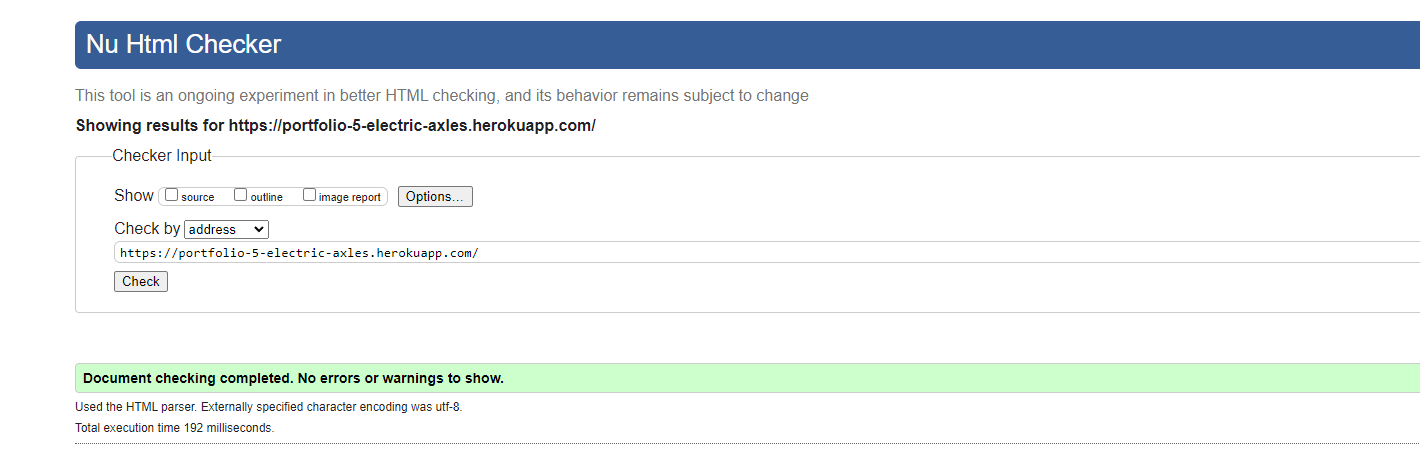 Nu Html Checker
This tool is an ongoing experiment in better HTML checking, and its behavior remains subject to change
Showing results for https://portfolio-5-electric-axles.herokuapp.com/
Checker Input
Show source outline image report Options...
Check by address
https://portfolio-5-electric-axles.herokuapp.com/
Check
Document checking completed. No errors or warnings to show.
Used the HTML parser. Externally specified character encoding was utf-8.
Total execution time 192 milliseconds.